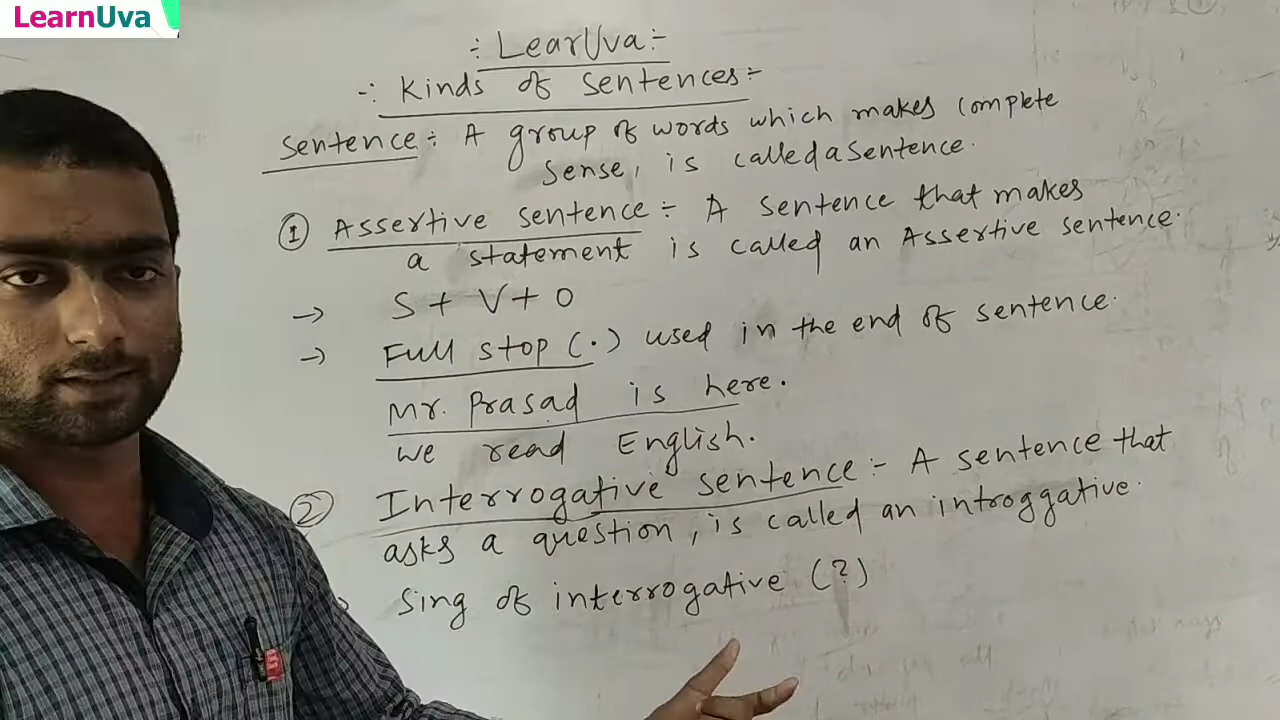 LearnUva
÷ LearUva ÷
-: Kinds of sentences ÷
Sentence ÷ A group of words which makes complete
sense, is called a sentence.
① Assertive sentence ÷ A sentence that makes
a statement is called an Assertive sentence.
→ S + V + O
→ Full stop (.) used in the end of sentence.
Mr. Prasad is here.
We read English.
② Interrogative sentence :- A sentence that
asks a question, is called an introggative.
Sing of interrogative (?)